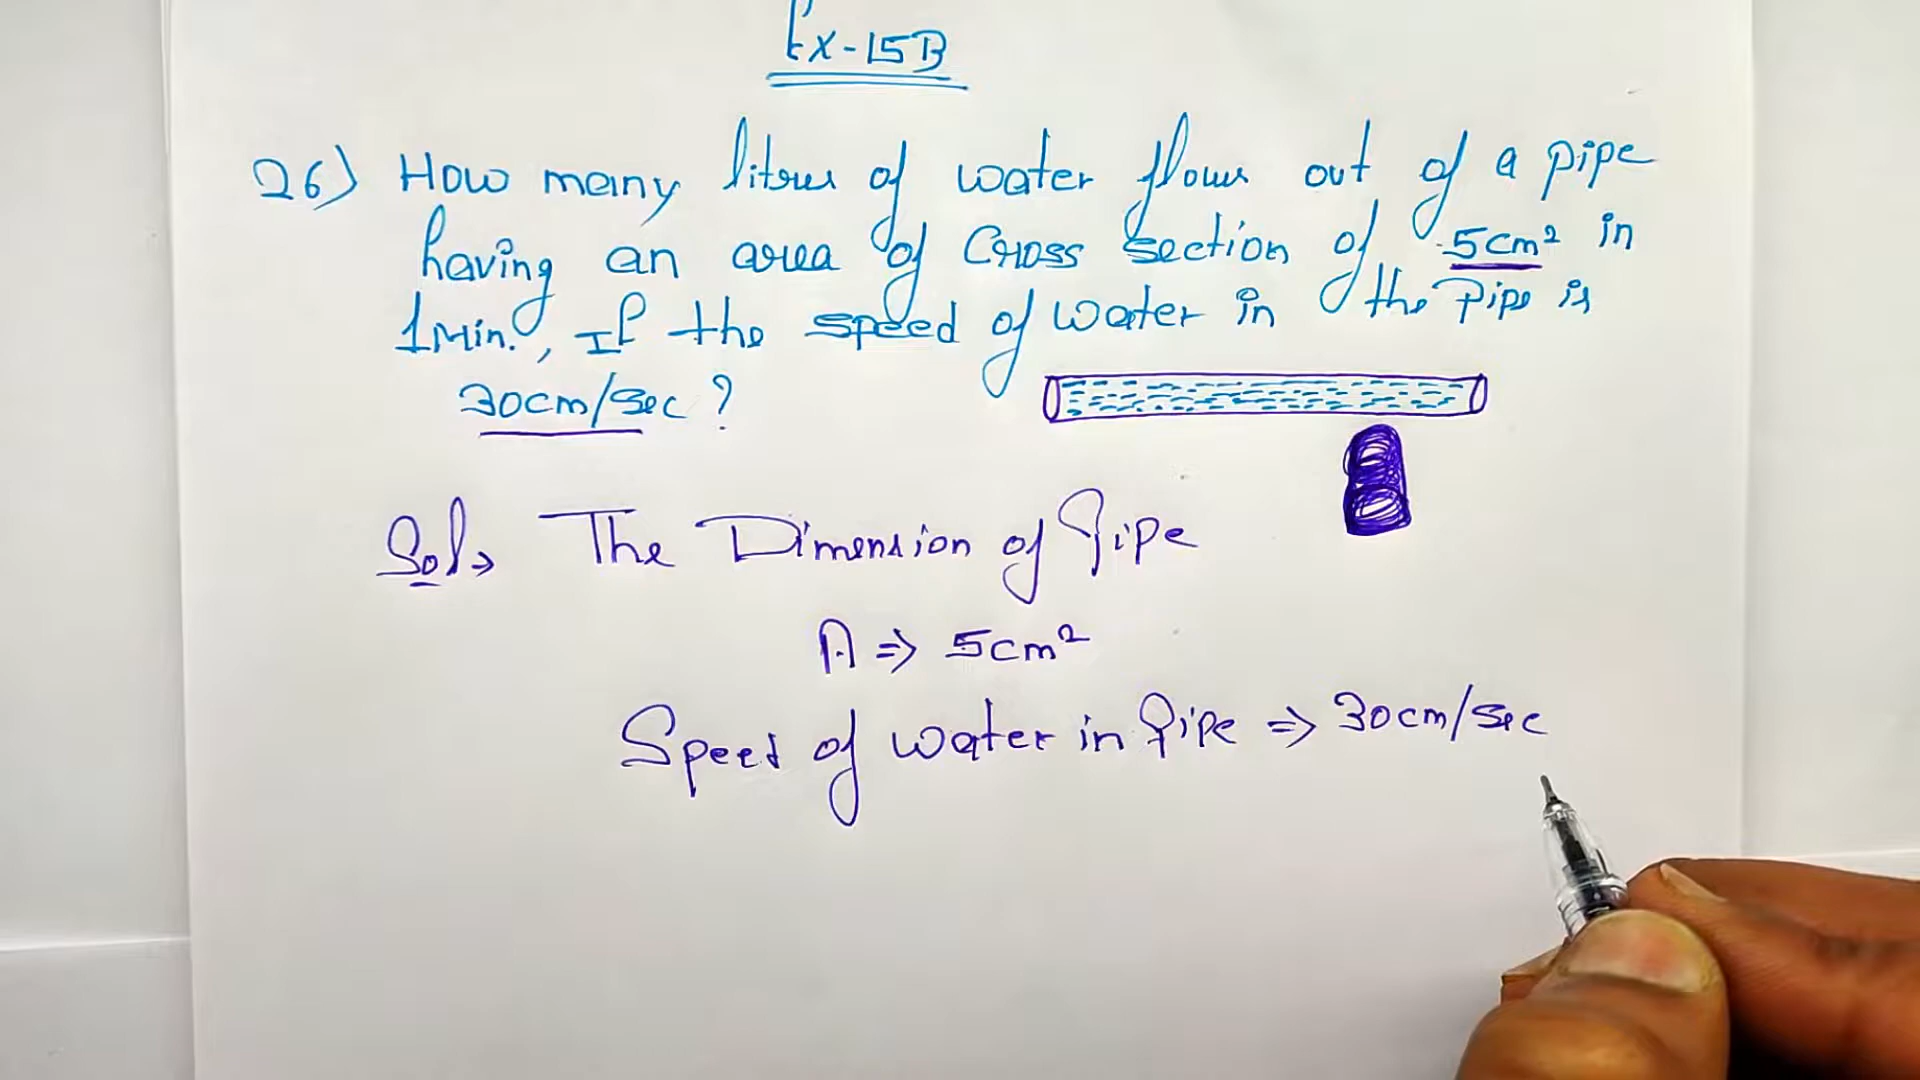 Ex-15B
26) How many litres of water flows out of a pipe
having an area of Cross section of 5cm² in
1Min., If the speed of water in the Pipe is
30cm/sec ?
Sol→ The Dimension of Pipe
A ⇒ 5cm²
Speed of water in Pipe ⇒ 30cm/sec